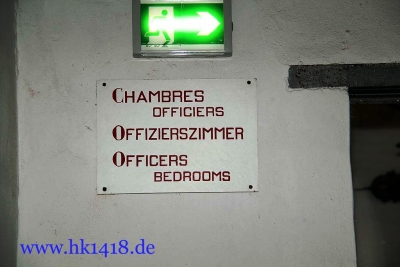 CHAMBRES
OFFICIERS
OFFIZIERSZIMMER
OFFICERS
BEDROOMS
www.hk1418.de